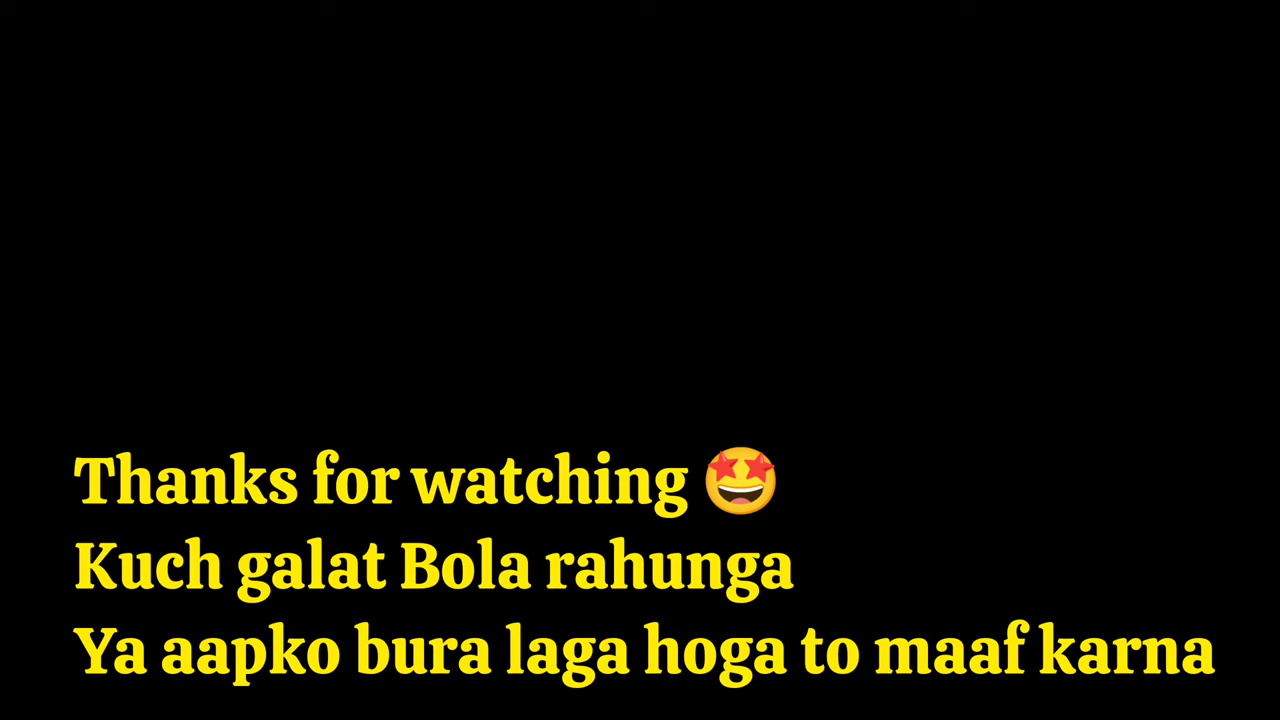 Thanks for watching 🤩
Kuch galat Bola rahunga
Ya aapko bura laga hoga to maaf karna